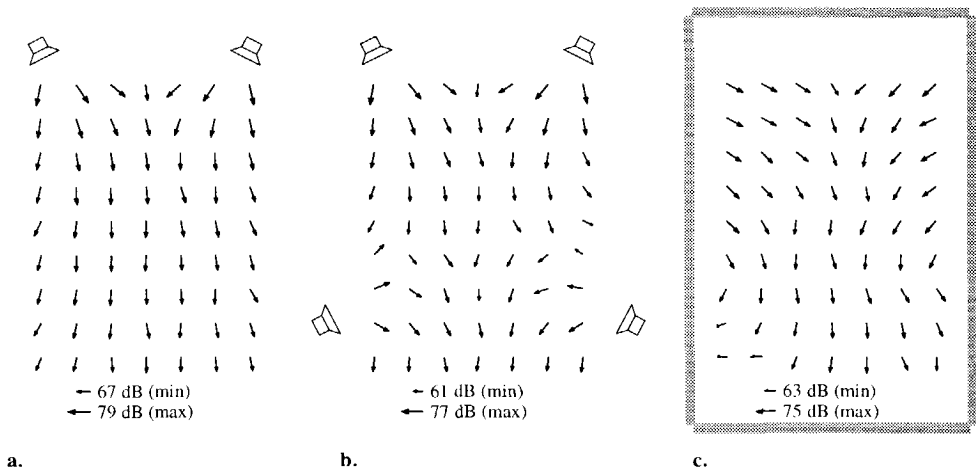 67 dB (min)
79 dB (max)
61 dB (min)
77 dB (max)
63 dB (min)
75 dB (max)
a.
b.
c.